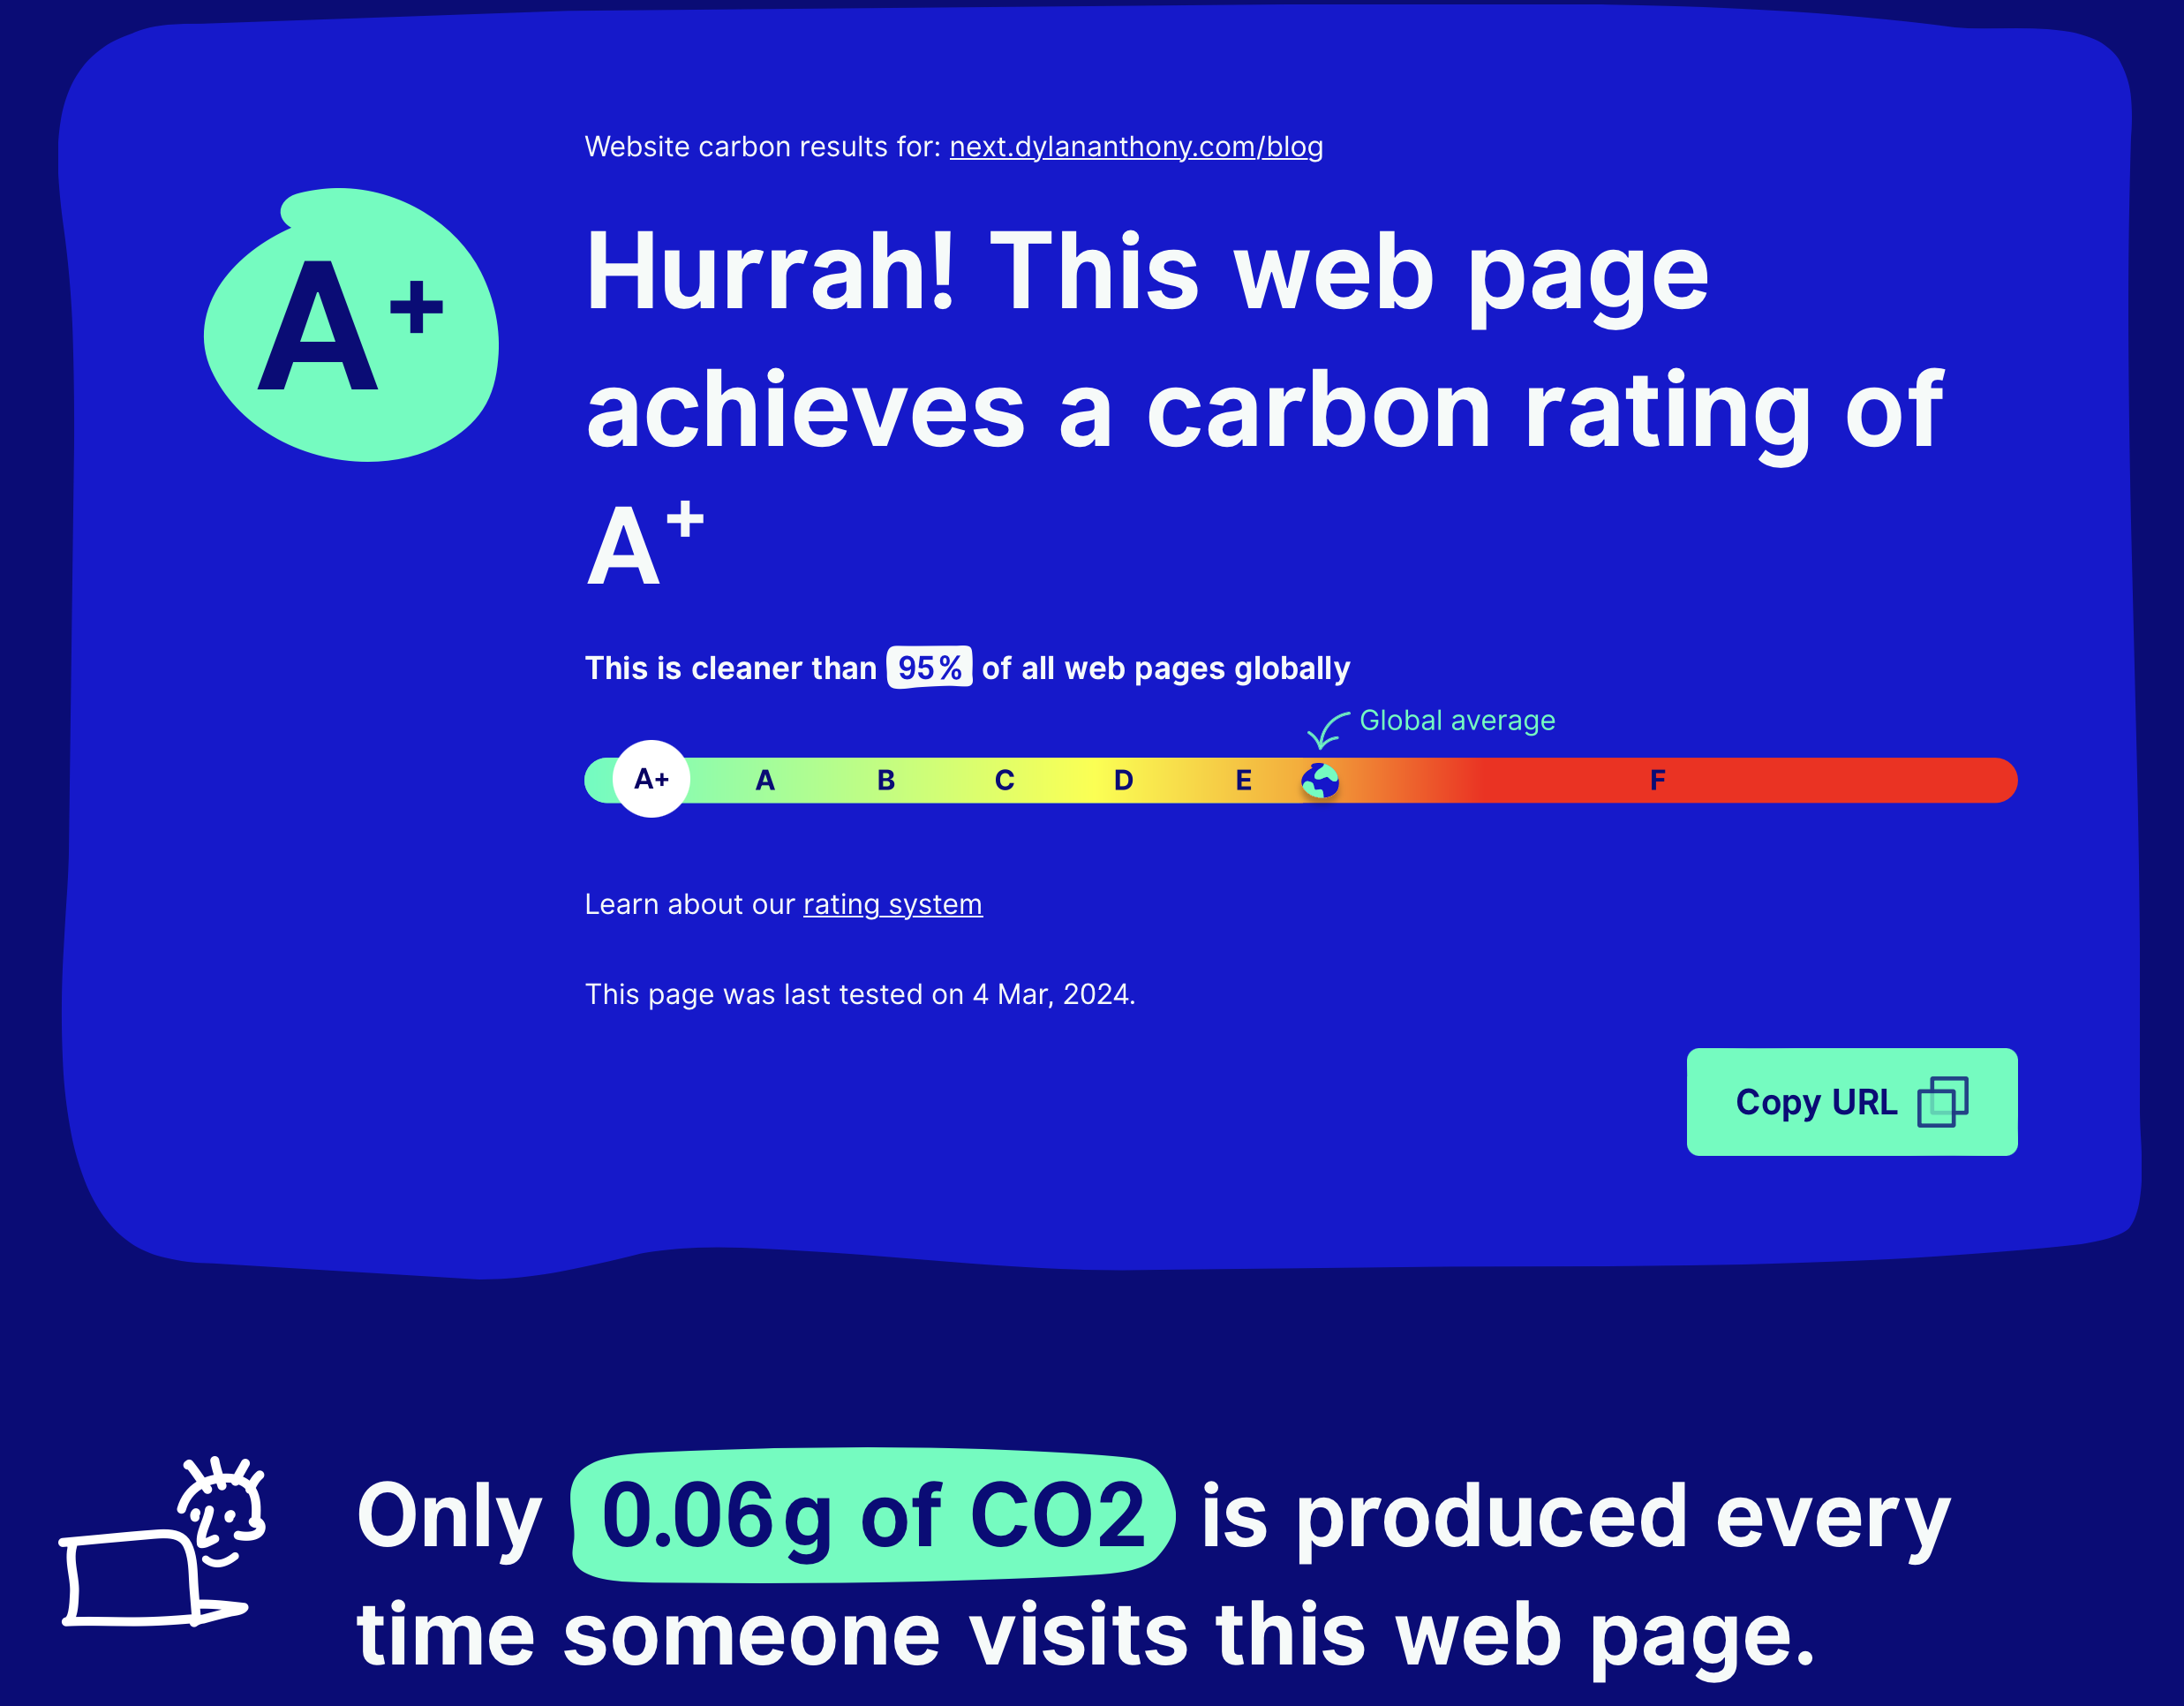 Website carbon results for: next.dylananthony.com/blog
A+
Hurrah! This web page
achieves a carbon rating of
A+
This is cleaner than 95% of all web pages globally
Global average
A+ A B C D E F
Learn about our rating system
This page was last tested on 4 Mar, 2024.
Copy URL
Only 0.06g of CO2 is produced every
time someone visits this web page.